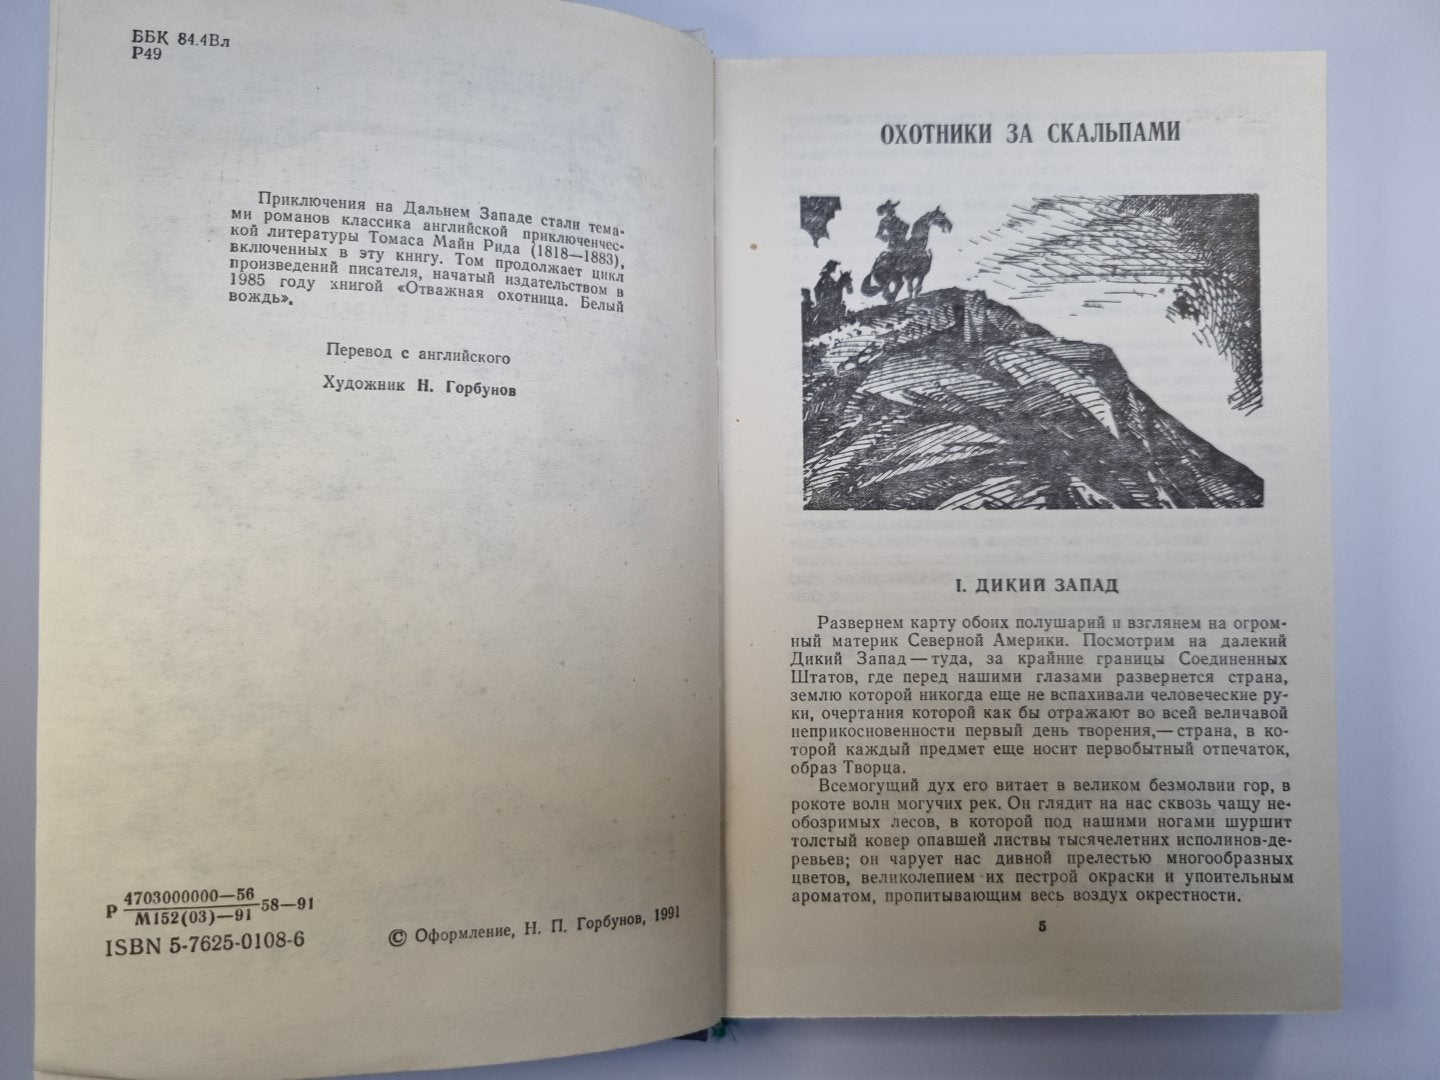 ББК 84.4Вл
Р49
Приключения на Дальнем Западе стали тема-
ми романов классика английской приключенчес-
кой литературы Томаса Майн Рида (1818—1883),
включенных в эту книгу. Том продолжает цикл
произведений писателя, начатый издательством в
1985 году книгой «Отважная охотница. Белый
вождь».
Перевод с английского
Художник Н. Горбунов
Р 4703000000—56 58—91
М152(03)—91
ISBN 5-7625-0108-6
© Оформление, Н. П. Горбунов, 1991
ОХОТНИКИ ЗА СКАЛЬПАМИ
I. ДИКИЙ ЗАПАД
Развернем карту обоих полушарий и взглянем на огром-
ный материк Северной Америки. Посмотрим на далекий
Дикий Запад — туда, за крайние границы Соединенных
Штатов, где перед нашими глазами развернется страна,
землю которой никогда еще не вспахивали человеческие ру-
ки, очертания которой как бы отражают во всей величавой
неприкосновенности первый день творения,— страна, в ко-
торой каждый предмет еще носит первобытный отпечаток,
образ Творца.
Всемогущий дух его витает в великом безмолвии гор, в
рокоте волн могучих рек. Он глядит на нас сквозь чащу не-
обозримых лесов, в которой под нашими ногами шуршит
толстый ковер опавшей листвы тысячелетних исполинов-де-
ревьев; он чарует нас дивной прелестью многообразных
цветов, великолепием их пестрой окраски и упоительным
ароматом, пропитывающим весь воздух окрестности.
5